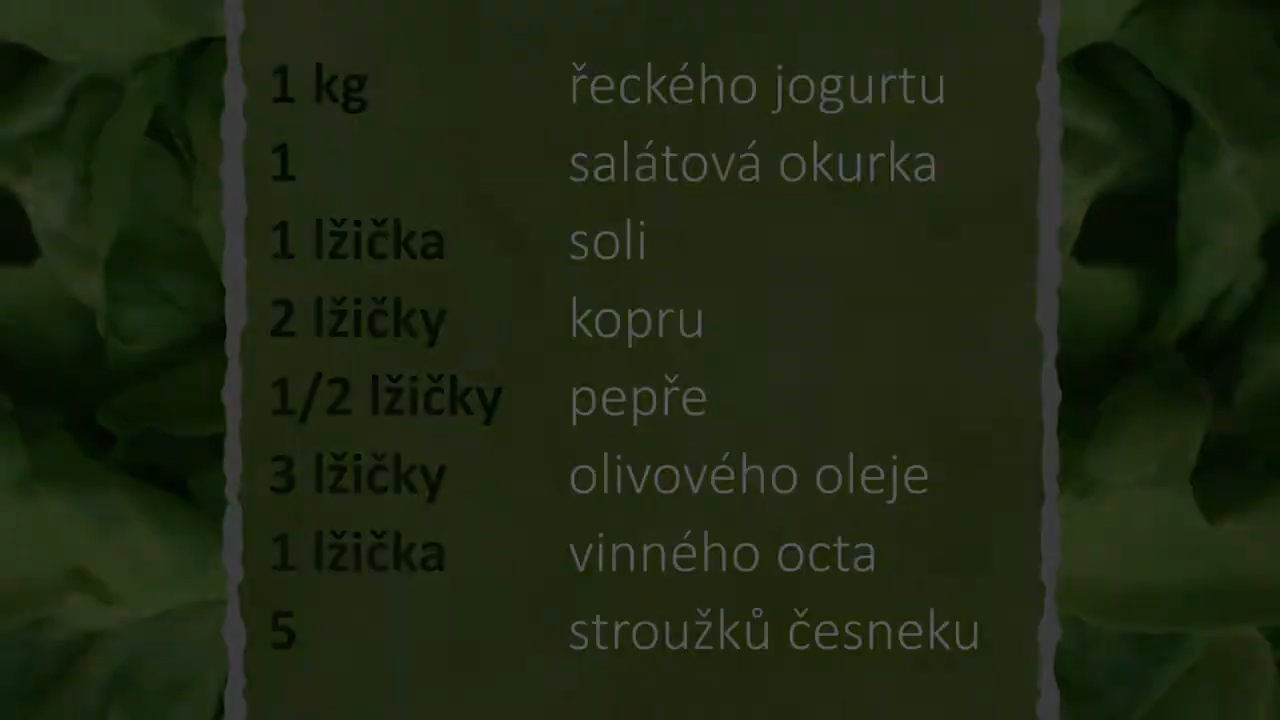 1 kg řeckého jogurtu
1 salátová okurka
1 lžička soli
2 lžičky kopru
1/2 lžičky pepře
3 lžičky olivového oleje
1 lžička vinného octa
5 stroužků česneku